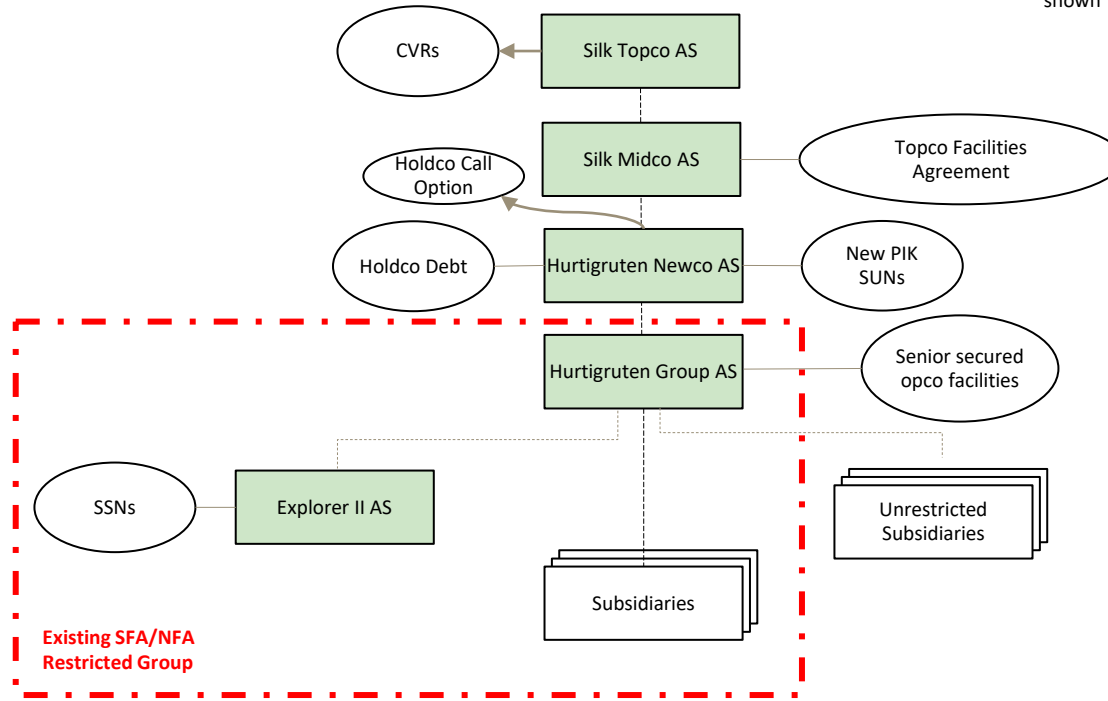 shown
CVRs
Silk Topco AS
Silk Midco AS
Topco Facilities
Agreement
Holdco Call
Option
Holdco Debt
Hurtigruten Newco AS
New PIK
SUNs
Hurtigruten Group AS
Senior secured
opco facilities
SSNs
Explorer II AS
Unrestricted
Subsidiaries
Subsidiaries
Existing SFA/NFA
Restricted Group